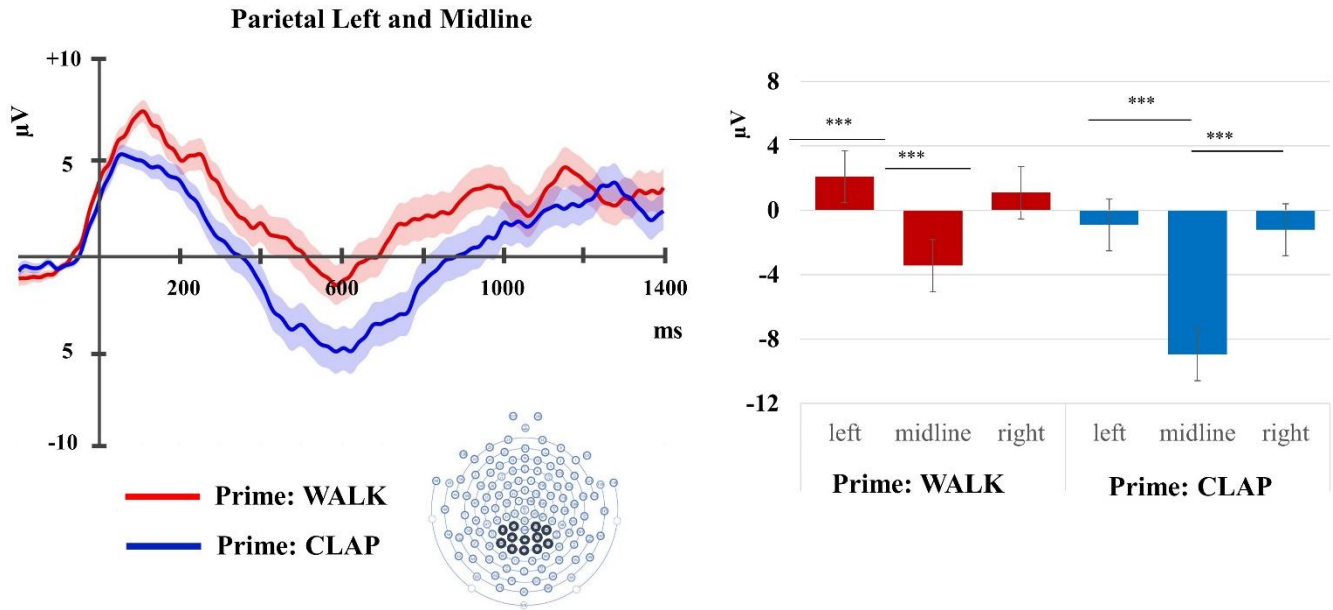 Parietal Left and Midline
+10
µV
5
200
600
1000
1400
ms
5
-10
Prime: WALK
Prime: CLAP
8
µV
4
0
-4
-8
-12
***
***
***
***
left
midline
right
left
midline
right
Prime: WALK
Prime: CLAP